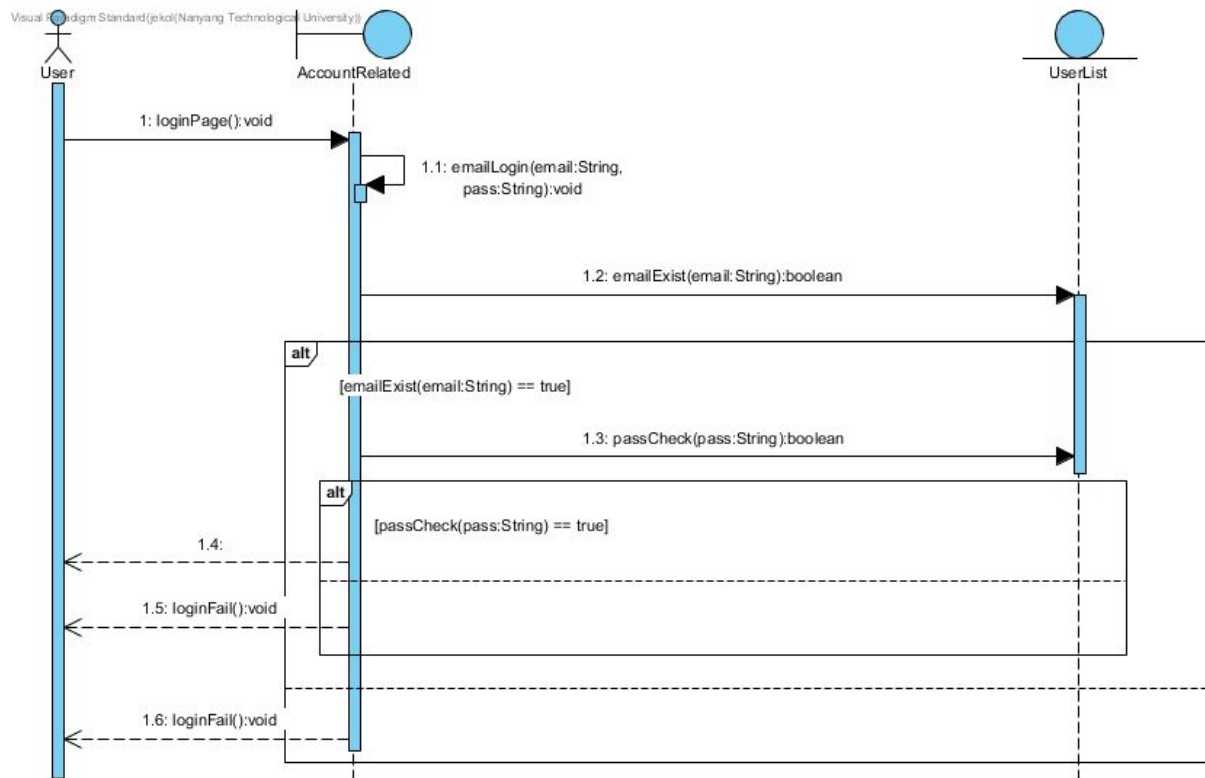 Visual Paradigm Standard(jekol(Nanyang Technological University))
User
AccountRelated
UserList
1: loginPage():void
1.1: emailLogin(email:String,
pass:String):void
1.2: emailExist(email:String):boolean
alt
[emailExist(email:String) == true]
1.3: passCheck(pass:String):boolean
alt
[passCheck(pass:String) == true]
1.4:
1.5: loginFail():void
1.6: loginFail():void